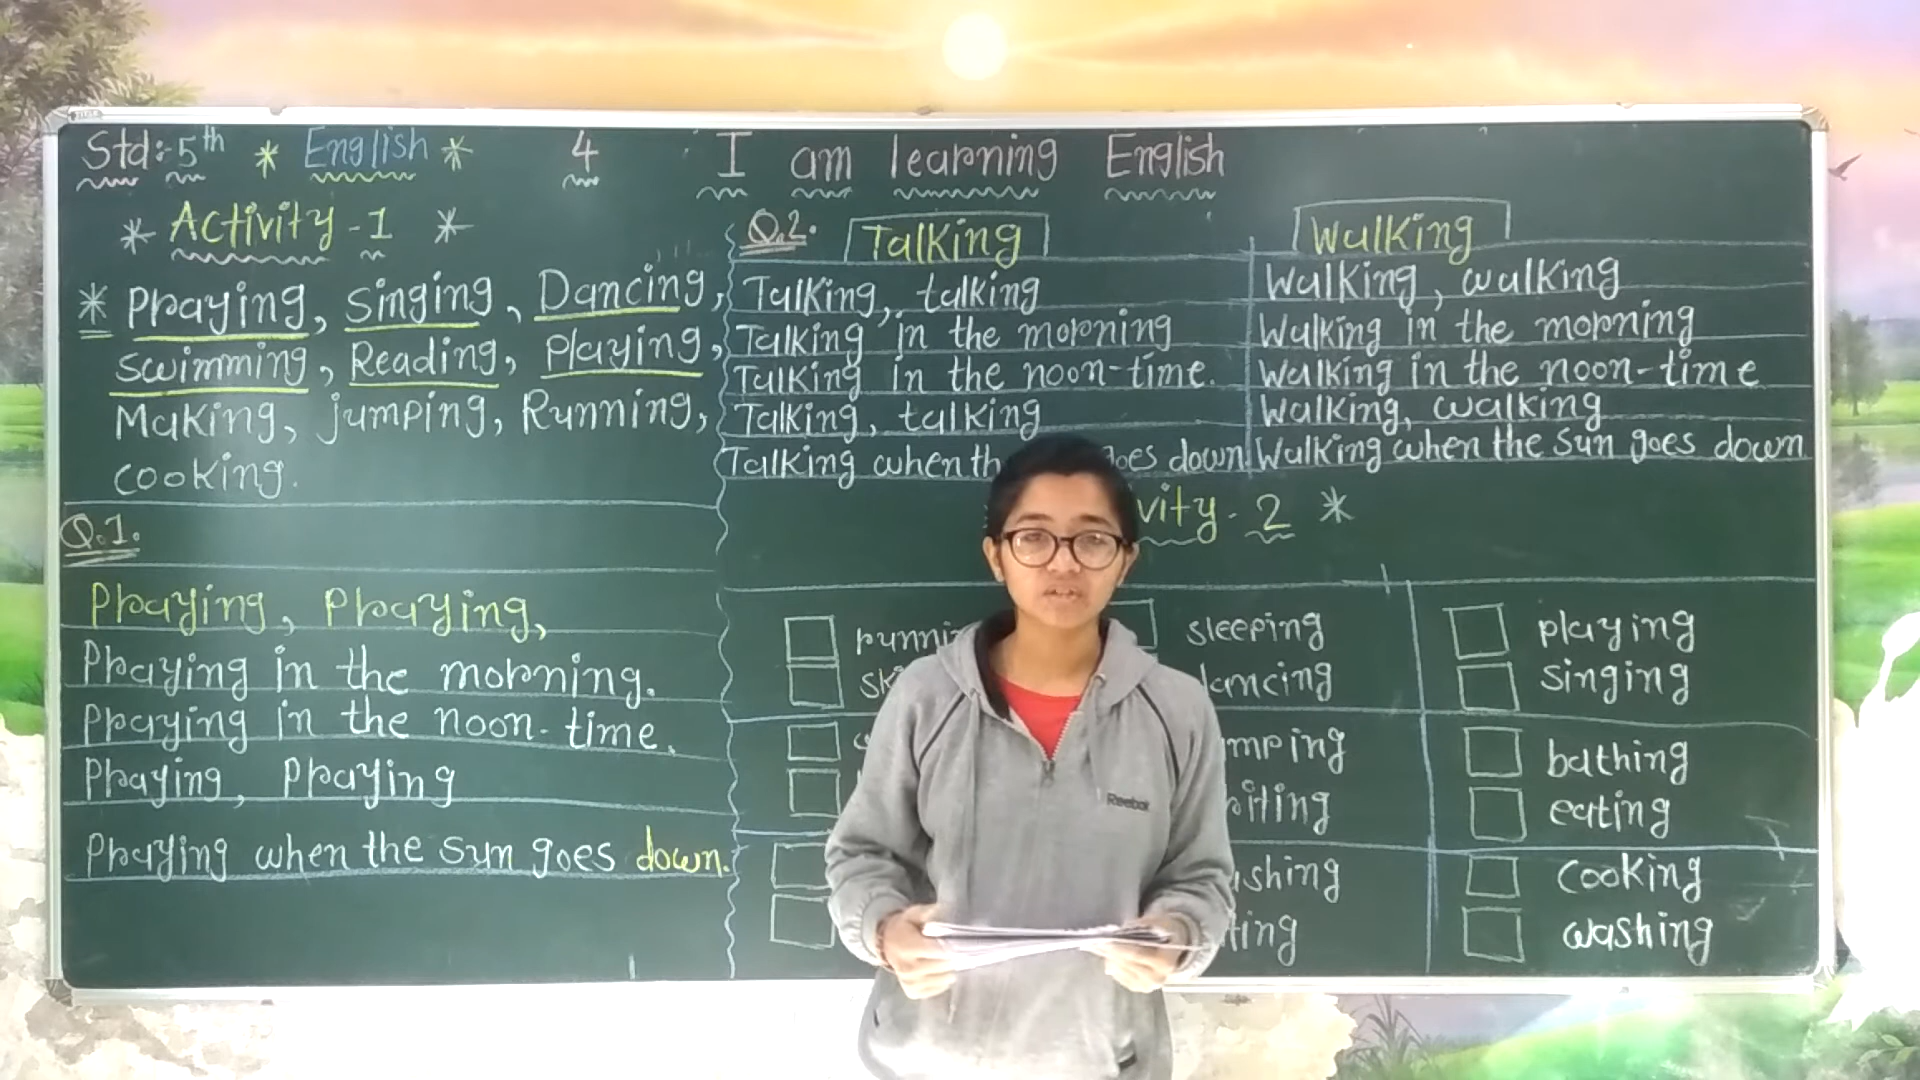 Std:-5th * English * 4 I am learning English
* Activity-1 *
* Praying, Singing, Dancing,
swimming, Reading, Playing,
Making, jumping, Running,
cooking.
Q.1.
Praying, Praying,
Praying in the morning.
Praying in the noon-time.
Praying, Praying
Praying when the sun goes down.
Q.2. Talking
Talking, talking
Talking in the morning
Talking in the noon-time.
Talking, talking
Talking when goes down
Walking
Walking, walking
Walking in the morning
Walking in the noon-time
Walking, walking
Walking when the sun goes down
2 *
sleeping
playing
singing
bathing
eating
cooking
washing
Reebok